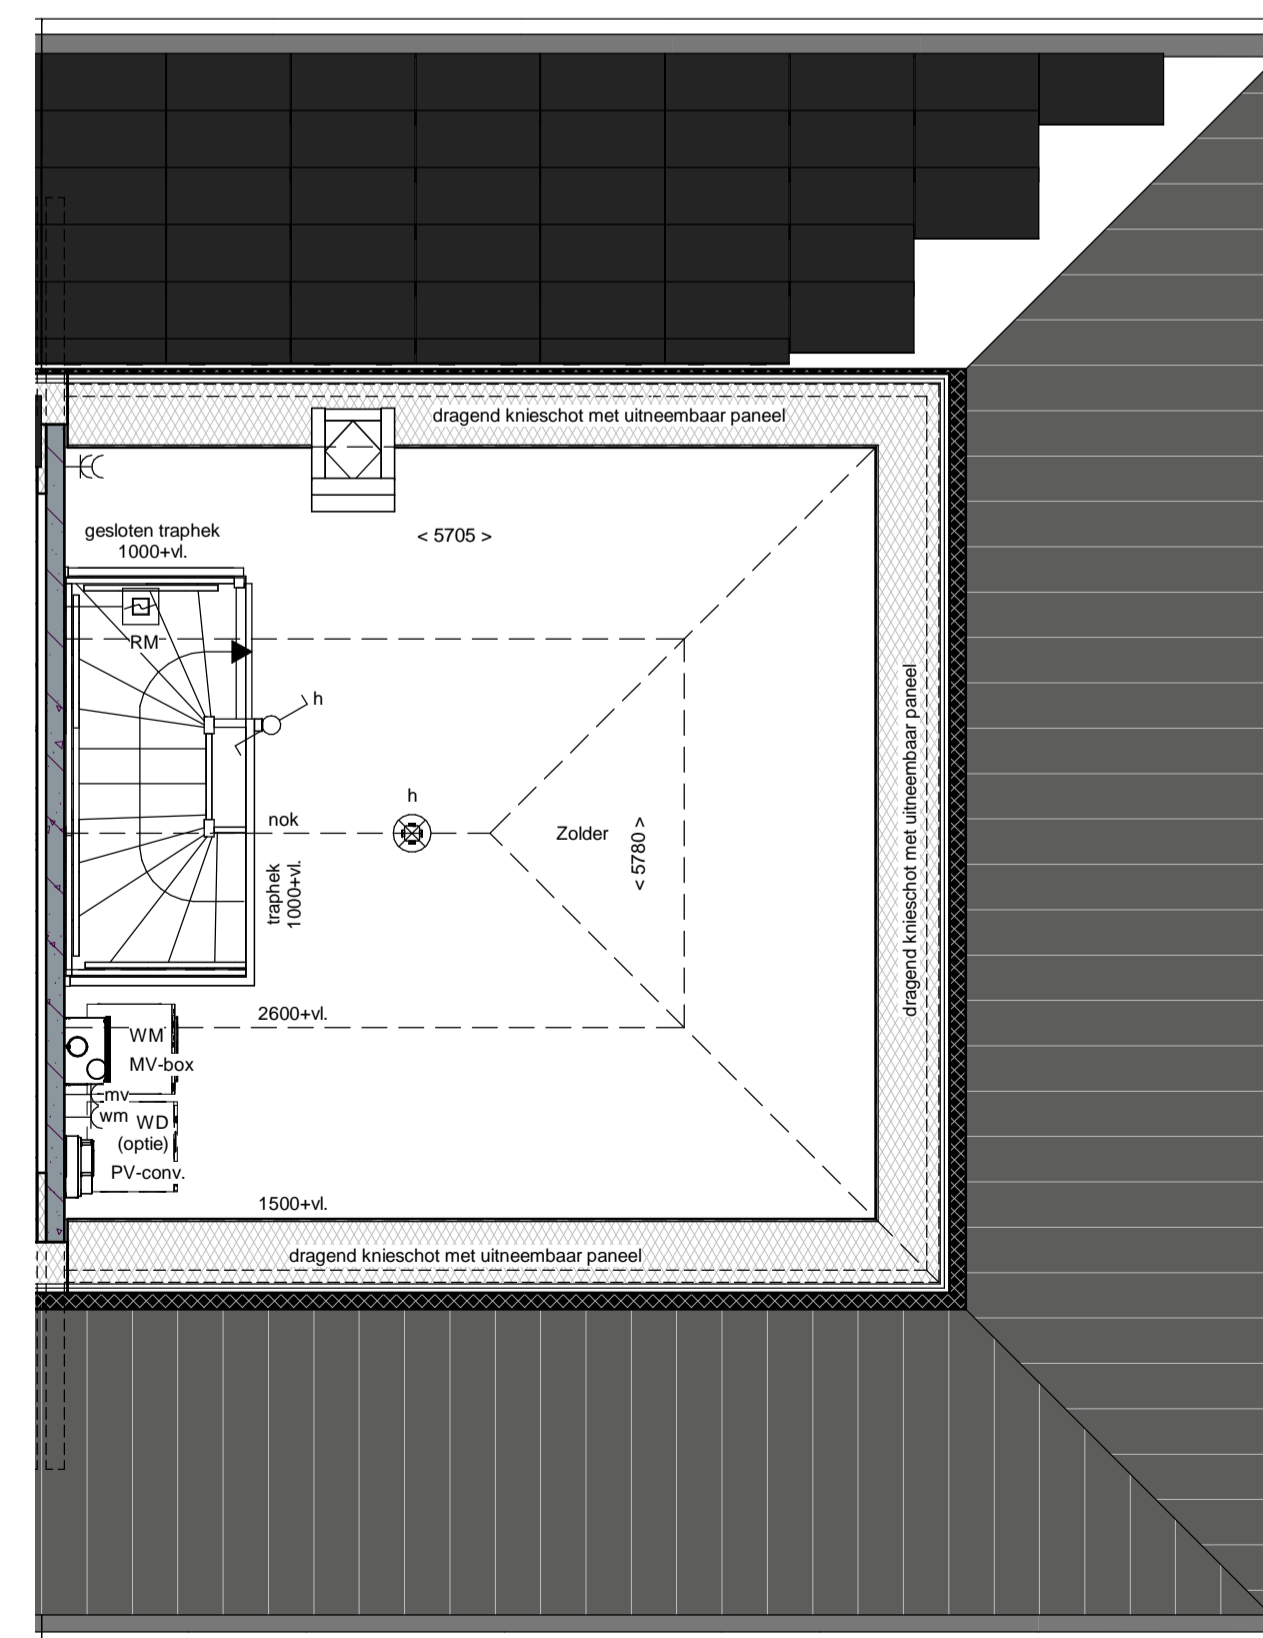 dragend knieschot met uitneembaar paneel
gesloten traphek
1000+vl.
< 5705 >
RM
h
h
nok
Zolder
< 5780 >
traphek
1000+vl.
dragend knieschot met uitneembaar paneel
2600+vl.
WM
MV-box
mv
wm
WD
(optie)
PV-conv.
1500+vl.
dragend knieschot met uitneembaar paneel